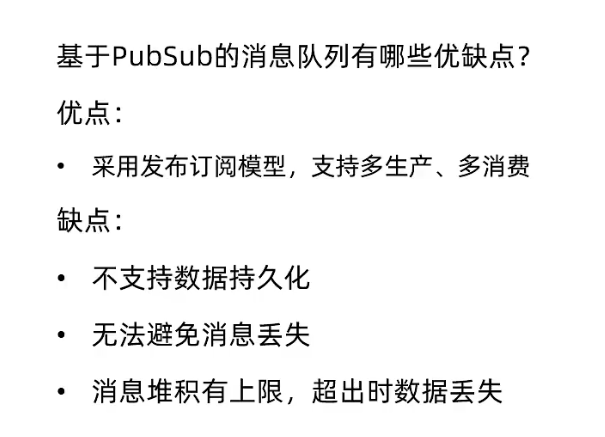 基于PubSub的消息队列有哪些优缺点？
优点：
• 采用发布订阅模型，支持多生产、多消费
缺点：
• 不支持数据持久化
• 无法避免消息丢失
• 消息堆积有上限，超出时数据丢失